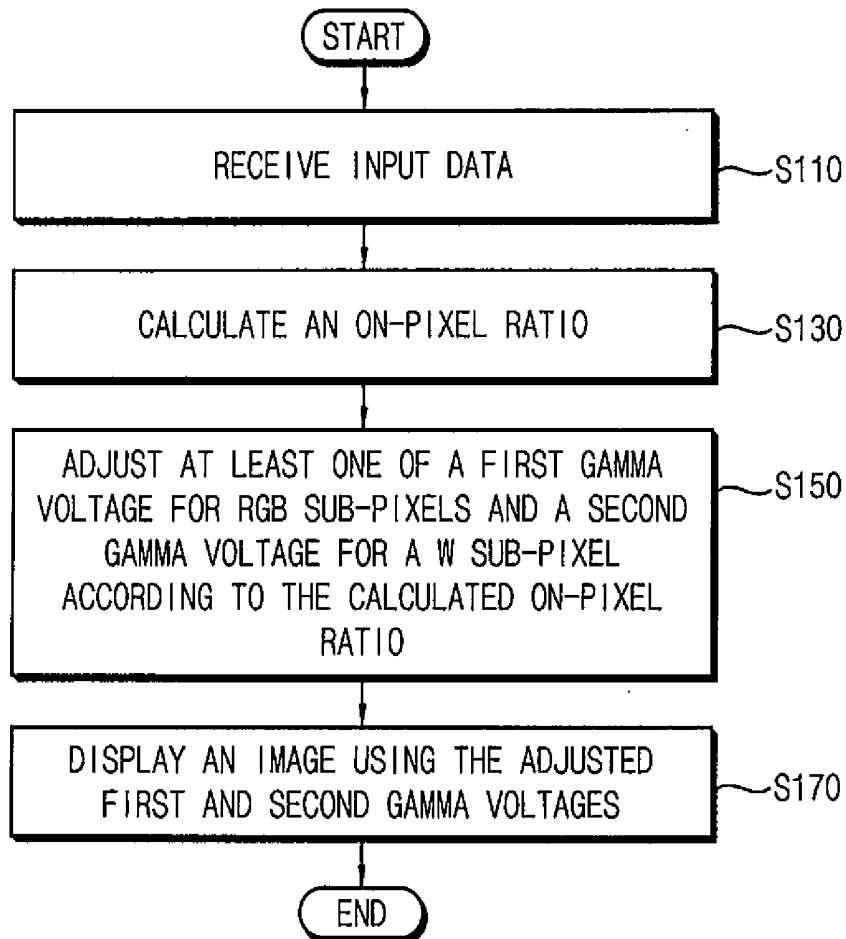 START
RECEIVE INPUT DATA
S110
CALCULATE AN ON-PIXEL RATIO
S130
ADJUST AT LEAST ONE OF A FIRST GAMMA
VOLTAGE FOR RGB SUB-PIXELS AND A SECOND
GAMMA VOLTAGE FOR A W SUB-PIXEL
ACCORDING TO THE CALCULATED ON-PIXEL
RATIO
S150
DISPLAY AN IMAGE USING THE ADJUSTED
FIRST AND SECOND GAMMA VOLTAGES
S170
END